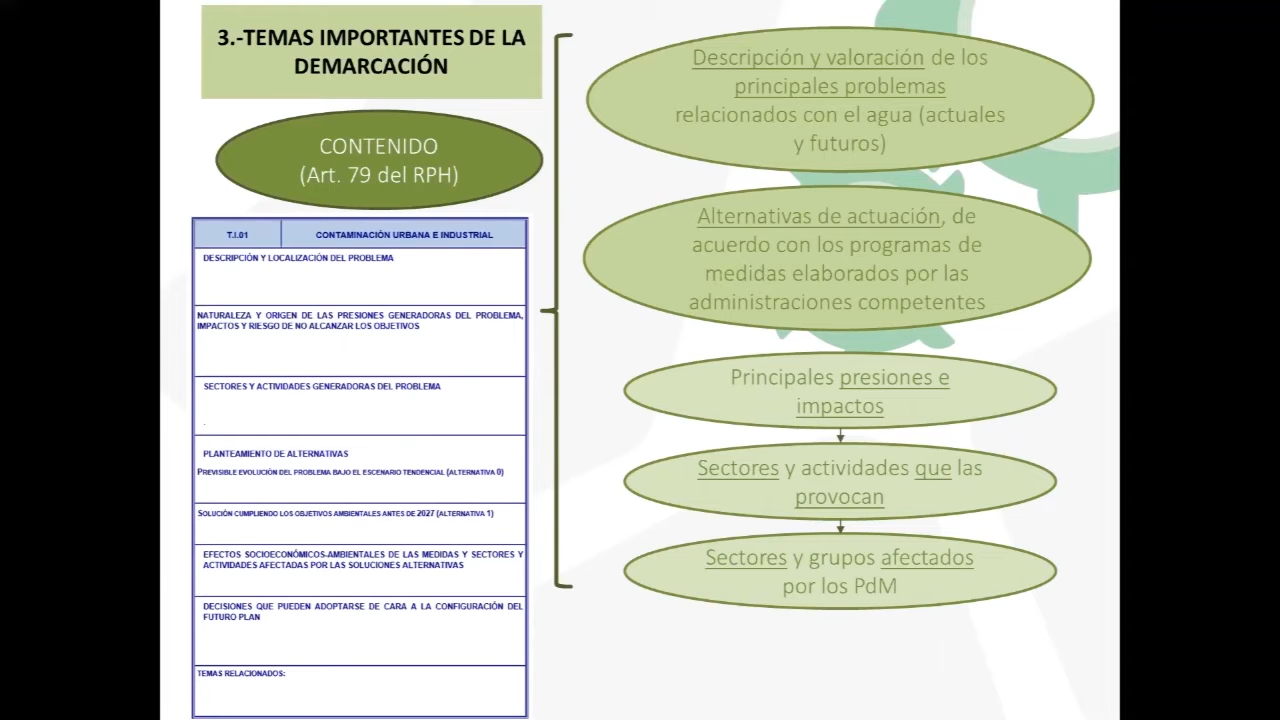 3.-TEMAS IMPORTANTES DE LA
DEMARCACIÓN
CONTENIDO
(Art. 79 del RPH)
T.I.01 CONTAMINACIÓN URBANA E INDUSTRIAL
DESCRIPCIÓN Y LOCALIZACIÓN DEL PROBLEMA
NATURALEZA Y ORIGEN DE LAS PRESIONES GENERADORAS DEL PROBLEMA,
IMPACTOS Y RIESGO DE NO ALCANZAR LOS OBJETIVOS
SECTORES Y ACTIVIDADES GENERADORAS DEL PROBLEMA
.
PLANTEAMIENTO DE ALTERNATIVAS
PREVISIBLE EVOLUCIÓN DEL PROBLEMA BAJO EL ESCENARIO TENDENCIAL (ALTERNATIVA 0)
SOLUCIÓN CUMPLIENDO LOS OBJETIVOS AMBIENTALES ANTES DE 2027 (ALTERNATIVA 1)
EFECTOS SOCIOECONÓMICOS-AMBIENTALES DE LAS MEDIDAS Y SECTORES Y
ACTIVIDADES AFECTADAS POR LAS SOLUCIONES ALTERNATIVAS
DECISIONES QUE PUEDEN ADOPTARSE DE CARA A LA CONFIGURACIÓN DEL
FUTURO PLAN
TEMAS RELACIONADOS:
Descripción y valoración de los
principales problemas
relacionados con el agua (actuales
y futuros)
Alternativas de actuación, de
acuerdo con los programas de
medidas elaborados por las
administraciones competentes
Principales presiones e
impactos
Sectores y actividades que las
provocan
Sectores y grupos afectados
por los PdM